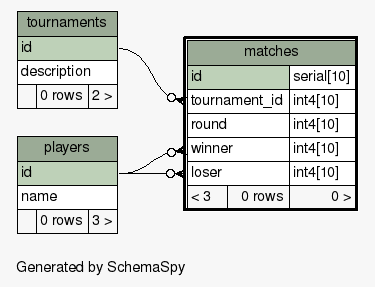 tournaments
id
description
0 rows 2 >
players
id
name
0 rows 3 >
matches
id serial[10]
tournament_id int4[10]
round int4[10]
winner int4[10]
loser int4[10]
< 3 0 rows 0 >
Generated by SchemaSpy